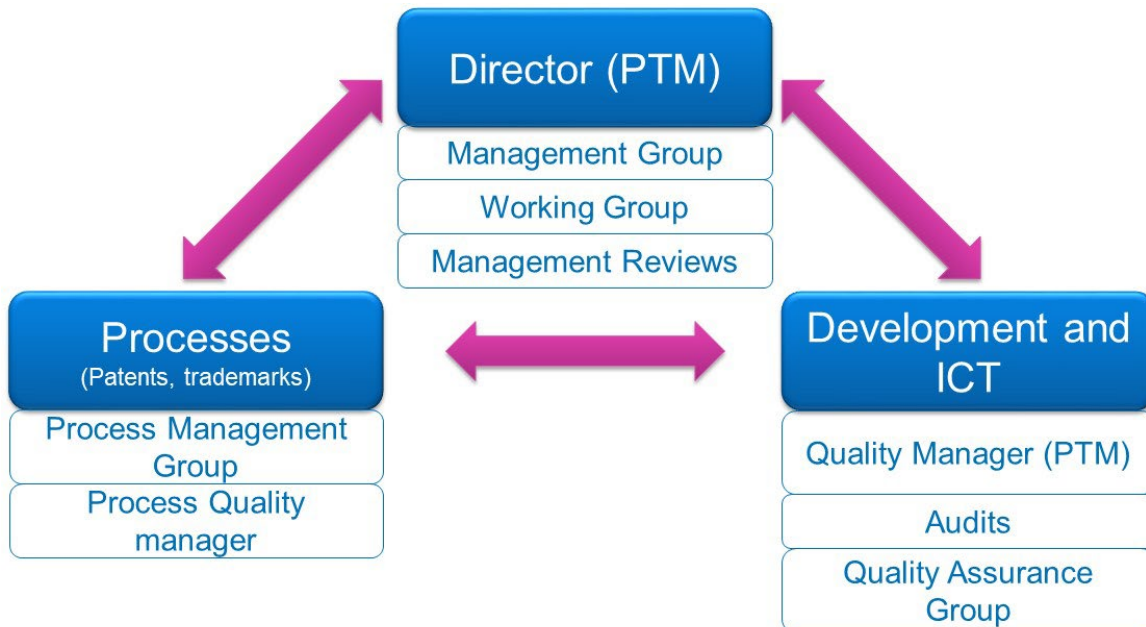 Director (PTM)
Management Group
Working Group
Management Reviews
Processes
(Patents, trademarks)
Process Management
Group
Process Quality
manager
Development and
ICT
Quality Manager (PTM)
Audits
Quality Assurance
Group